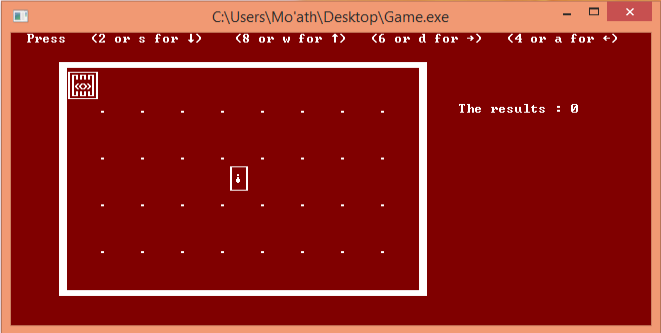 C:\Users\Mo'ath\Desktop\Game.exe
Press (2 or s for ↓) (8 or w for ↑) (6 or d for →) (4 or a for ←)
The results : 0